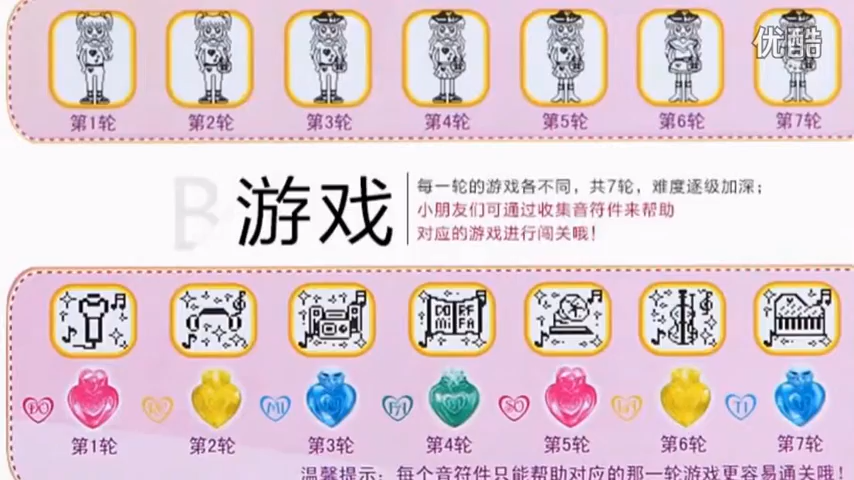 优酷
第1轮 第2轮 第3轮 第4轮 第5轮 第6轮 第7轮
B 游戏
每一轮的游戏各不同，共7轮，难度逐级加深；
小朋友们可通过收集音符件来帮助
对应的游戏进行闯关哦！
DO RE
MI FA
DO RE MI FA SO LA TI
第1轮 第2轮 第3轮 第4轮 第5轮 第6轮 第7轮
温馨提示：每个音符件只能帮助对应的那一轮游戏更容易通关哦！